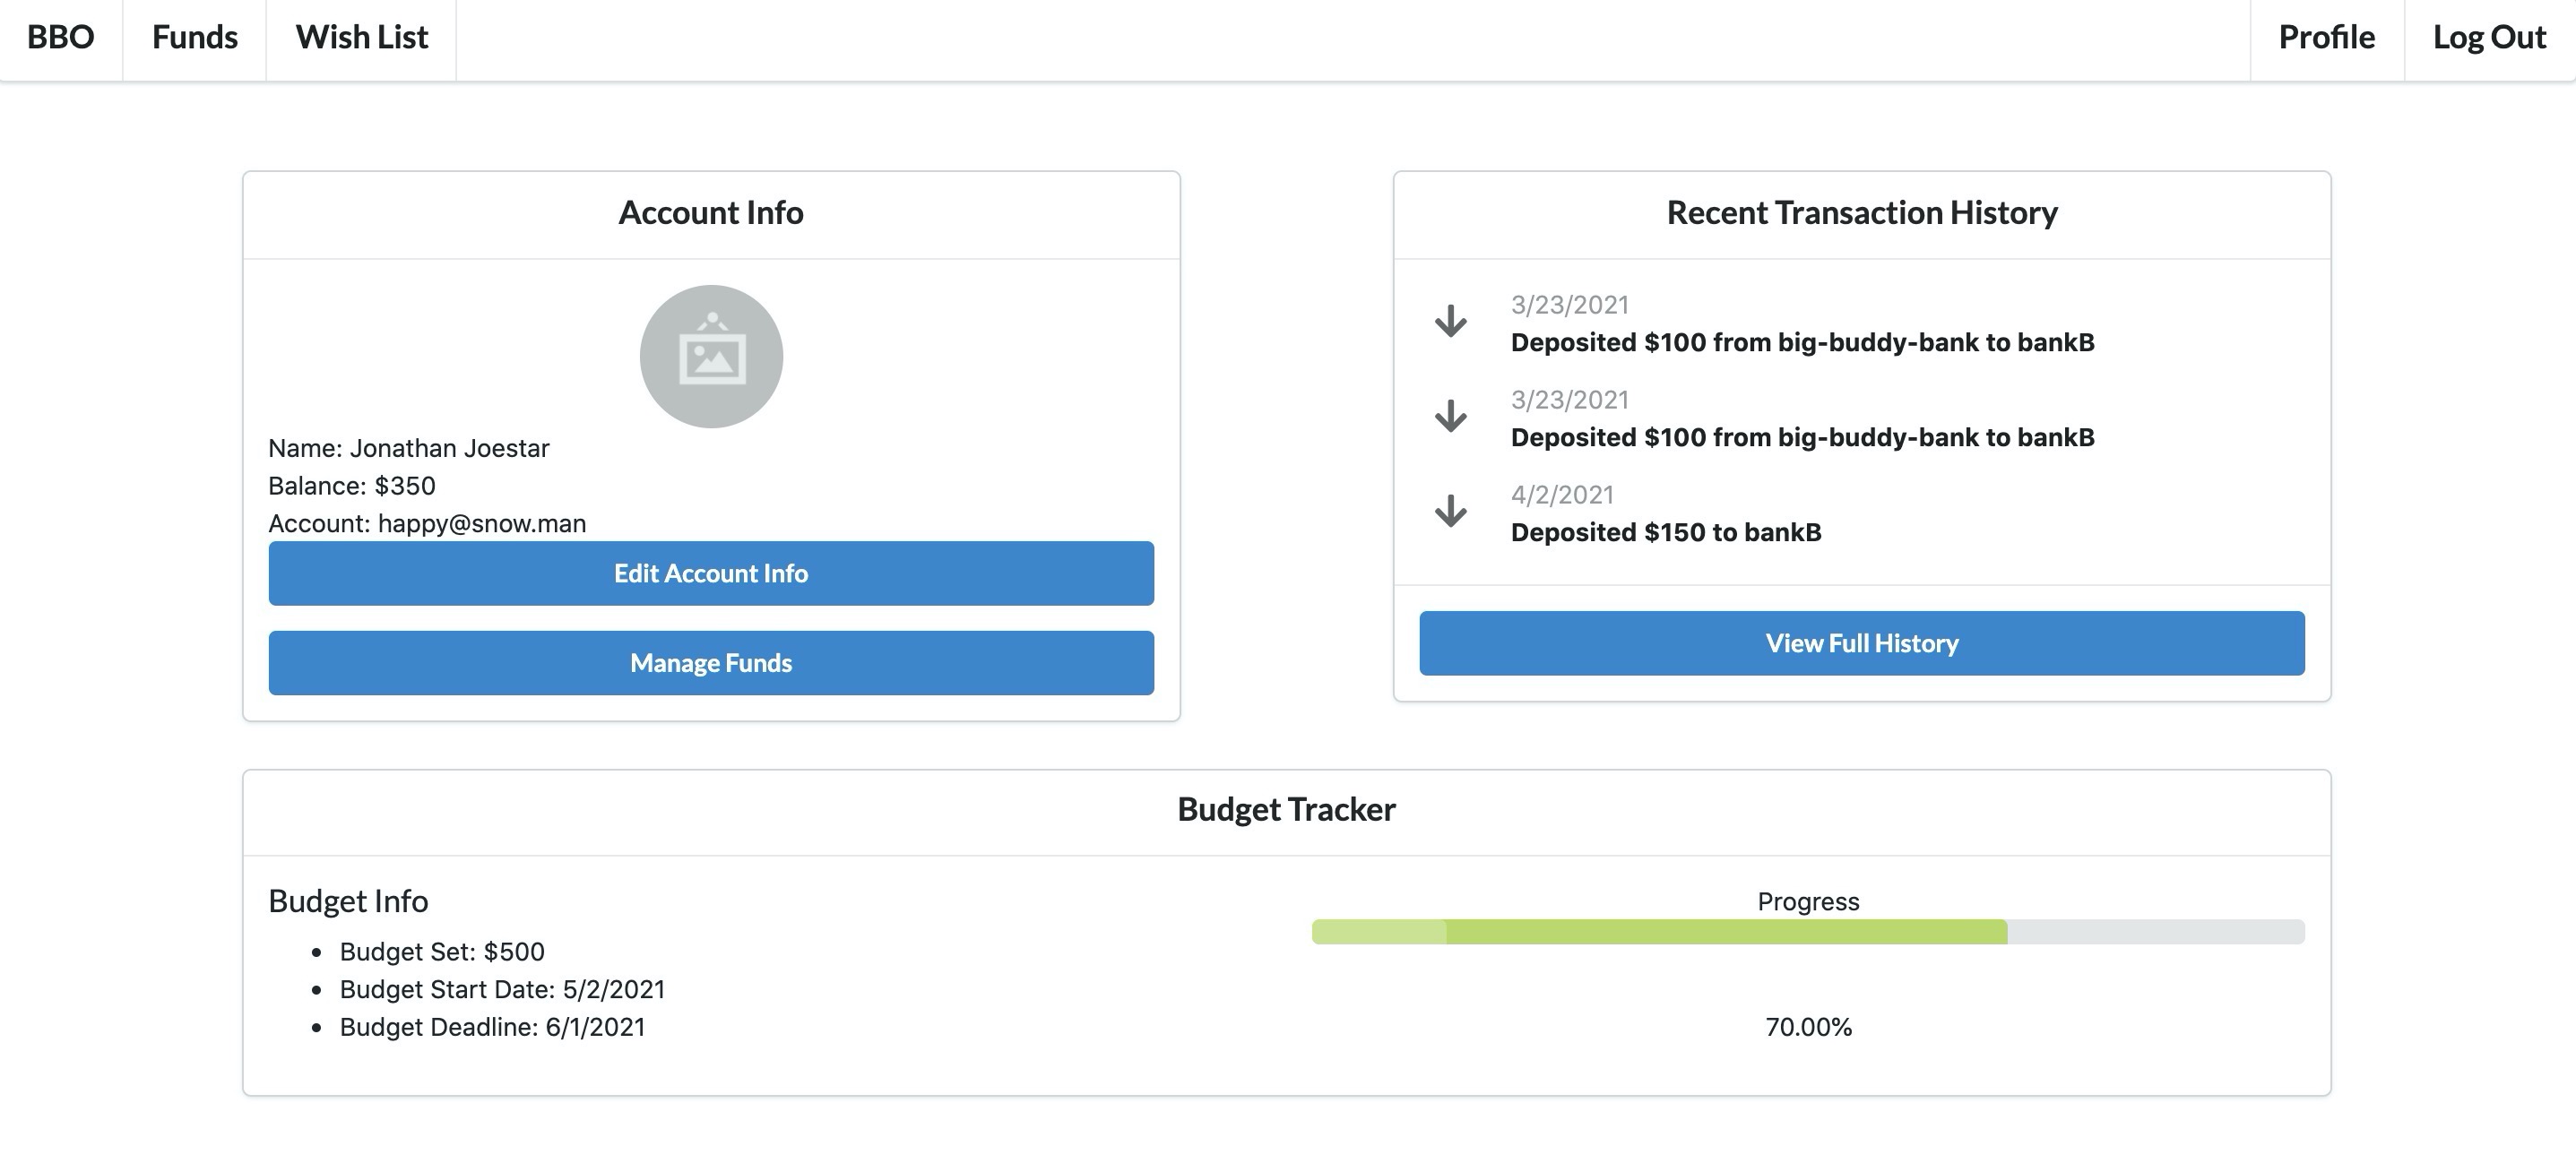 BBO
Funds
Wish List
Profile
Log Out
Account Info
Name: Jonathan Joestar
Balance: $350
Account: happy@snow.man
Edit Account Info
Manage Funds
Recent Transaction History
3/23/2021
Deposited $100 from big-buddy-bank to bankB
3/23/2021
Deposited $100 from big-buddy-bank to bankB
4/2/2021
Deposited $150 to bankB
View Full History
Budget Tracker
Budget Info
Budget Set: $500
Budget Start Date: 5/2/2021
Budget Deadline: 6/1/2021
Progress
70.00%